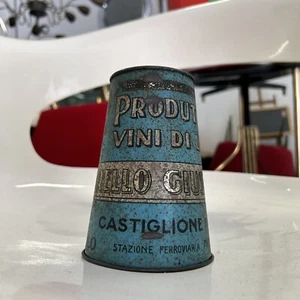 PRODUT
VINI DI
ELLO GIU
CASTIGLIONE
O
STAZIONE FERROVIARIA